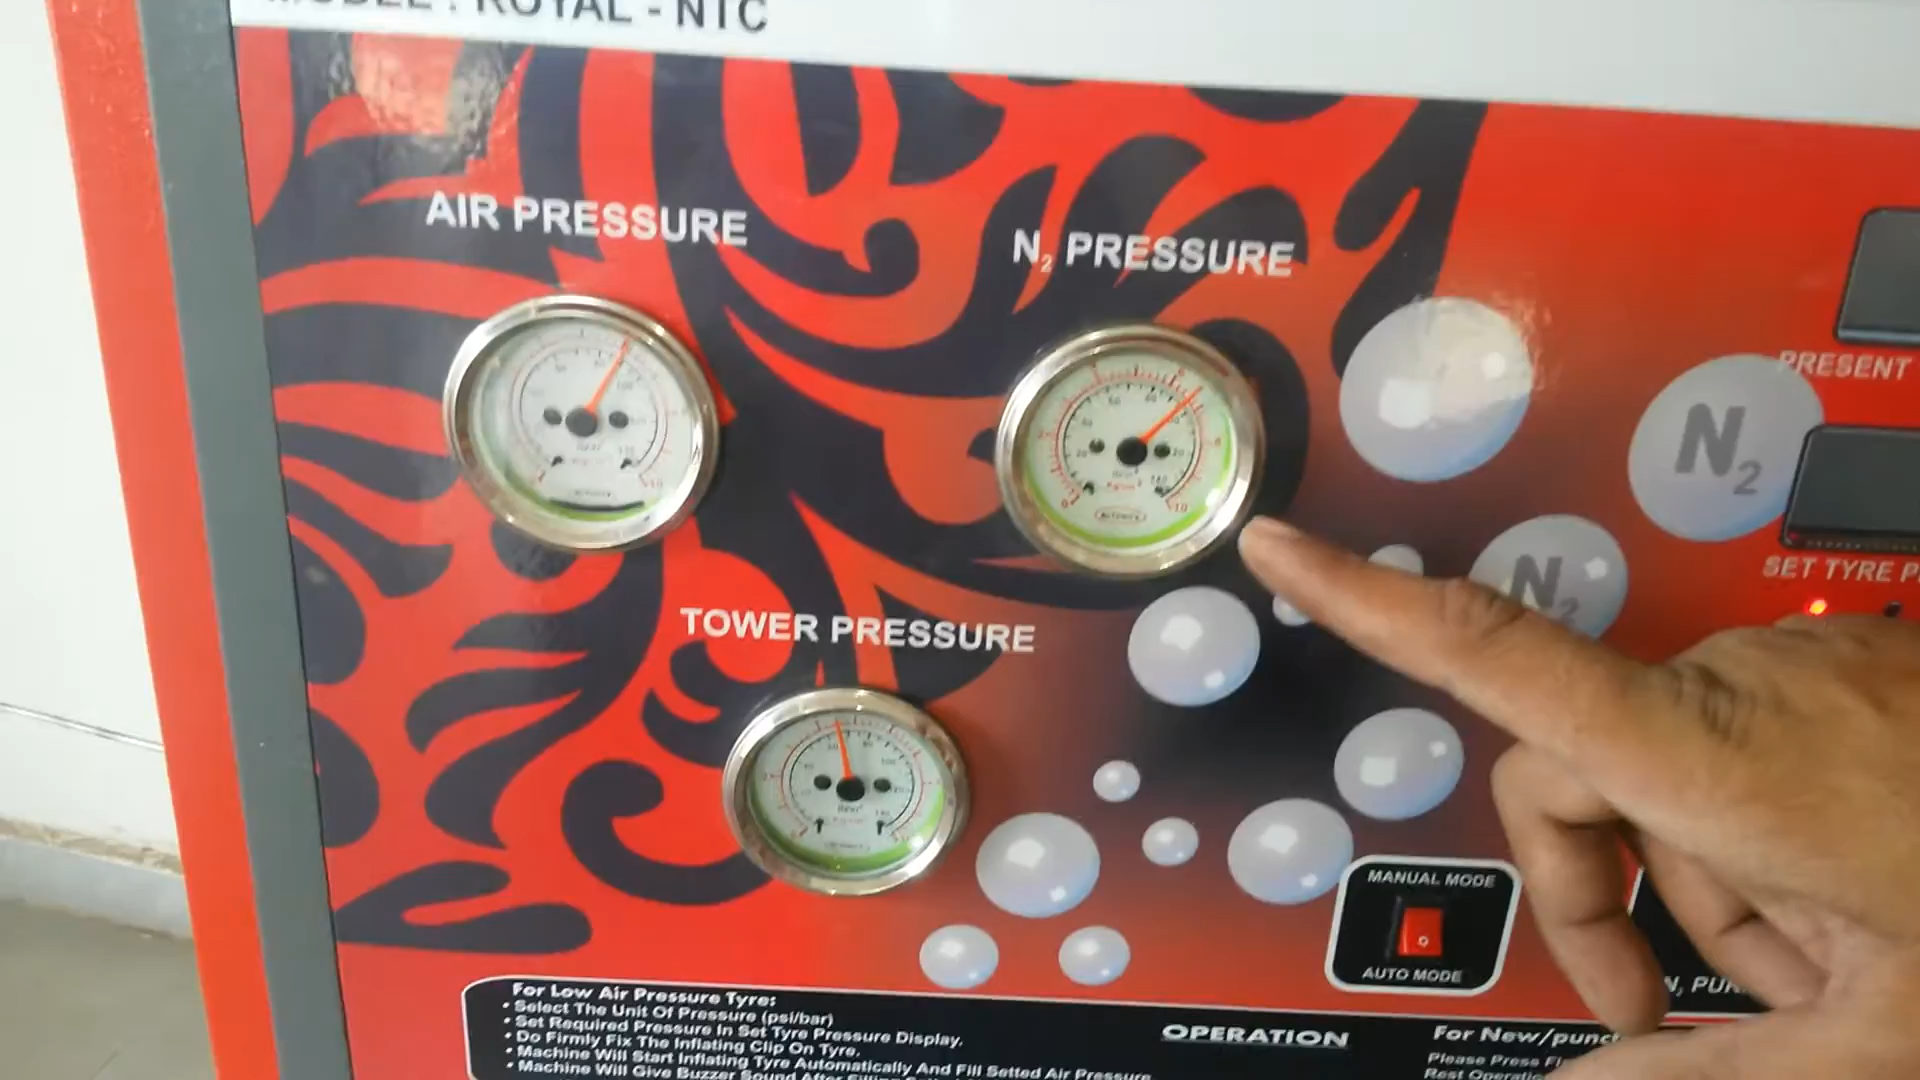 MODEL : ROYAL - NTC
AIR PRESSURE
N₂ PRESSURE
PRESENT
N₂
SET TYRE P
N₂
TOWER PRESSURE
MANUAL MODE
AUTO MODE
For Low Air Pressure Tyre:
• Select The Unit Of Pressure (psi/bar)
• Set Required Pressure In Set Tyre Pressure Display.
• Do Firmly Fix The Inflating Clip On Tyre.
• Machine Will Start Inflating Tyre Automatically And Fill Setted Air Pressure
• Machine Will Give Buzzer Sound After
OPERATION
For New/punct
Please Press
Rest Operatio